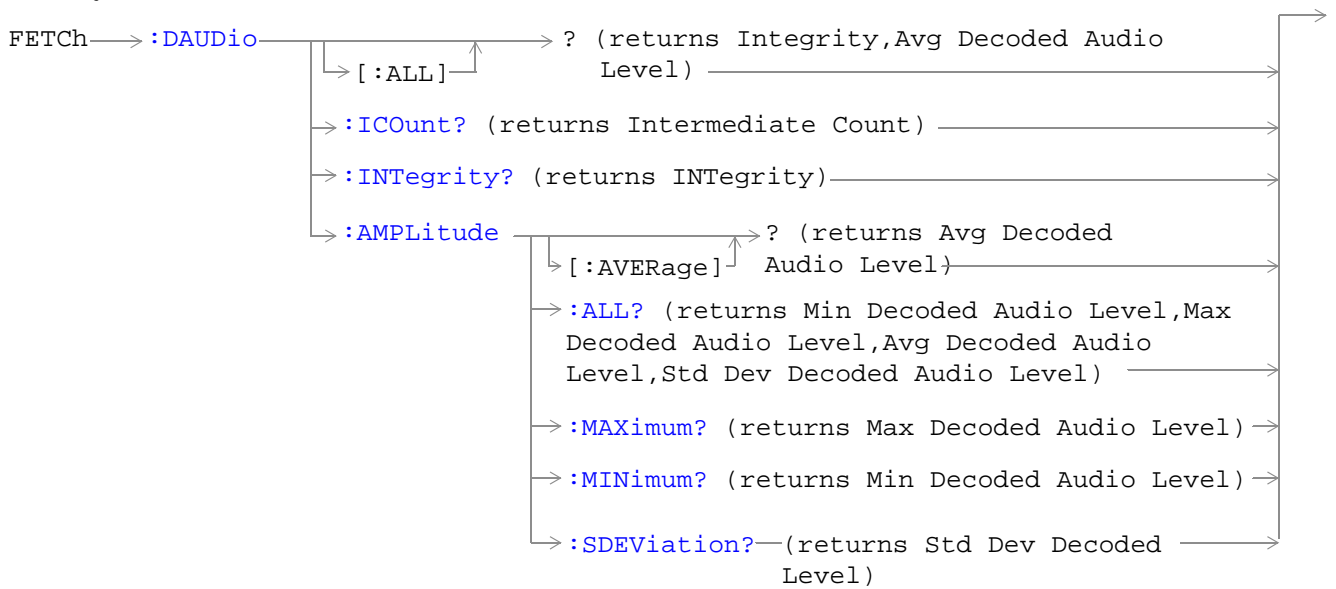 FETCh :DAUDio ? (returns Integrity,Avg Decoded Audio
[:ALL] Level)
:ICOunt? (returns Intermediate Count)
:INTegrity? (returns INTegrity)
:AMPLitude ? (returns Avg Decoded
[:AVERage] Audio Level)
:ALL? (returns Min Decoded Audio Level,Max
Decoded Audio Level,Avg Decoded Audio
Level,Std Dev Decoded Audio Level)
:MAXimum? (returns Max Decoded Audio Level)
:MINimum? (returns Min Decoded Audio Level)
:SDEViation? (returns Std Dev Decoded
Level)